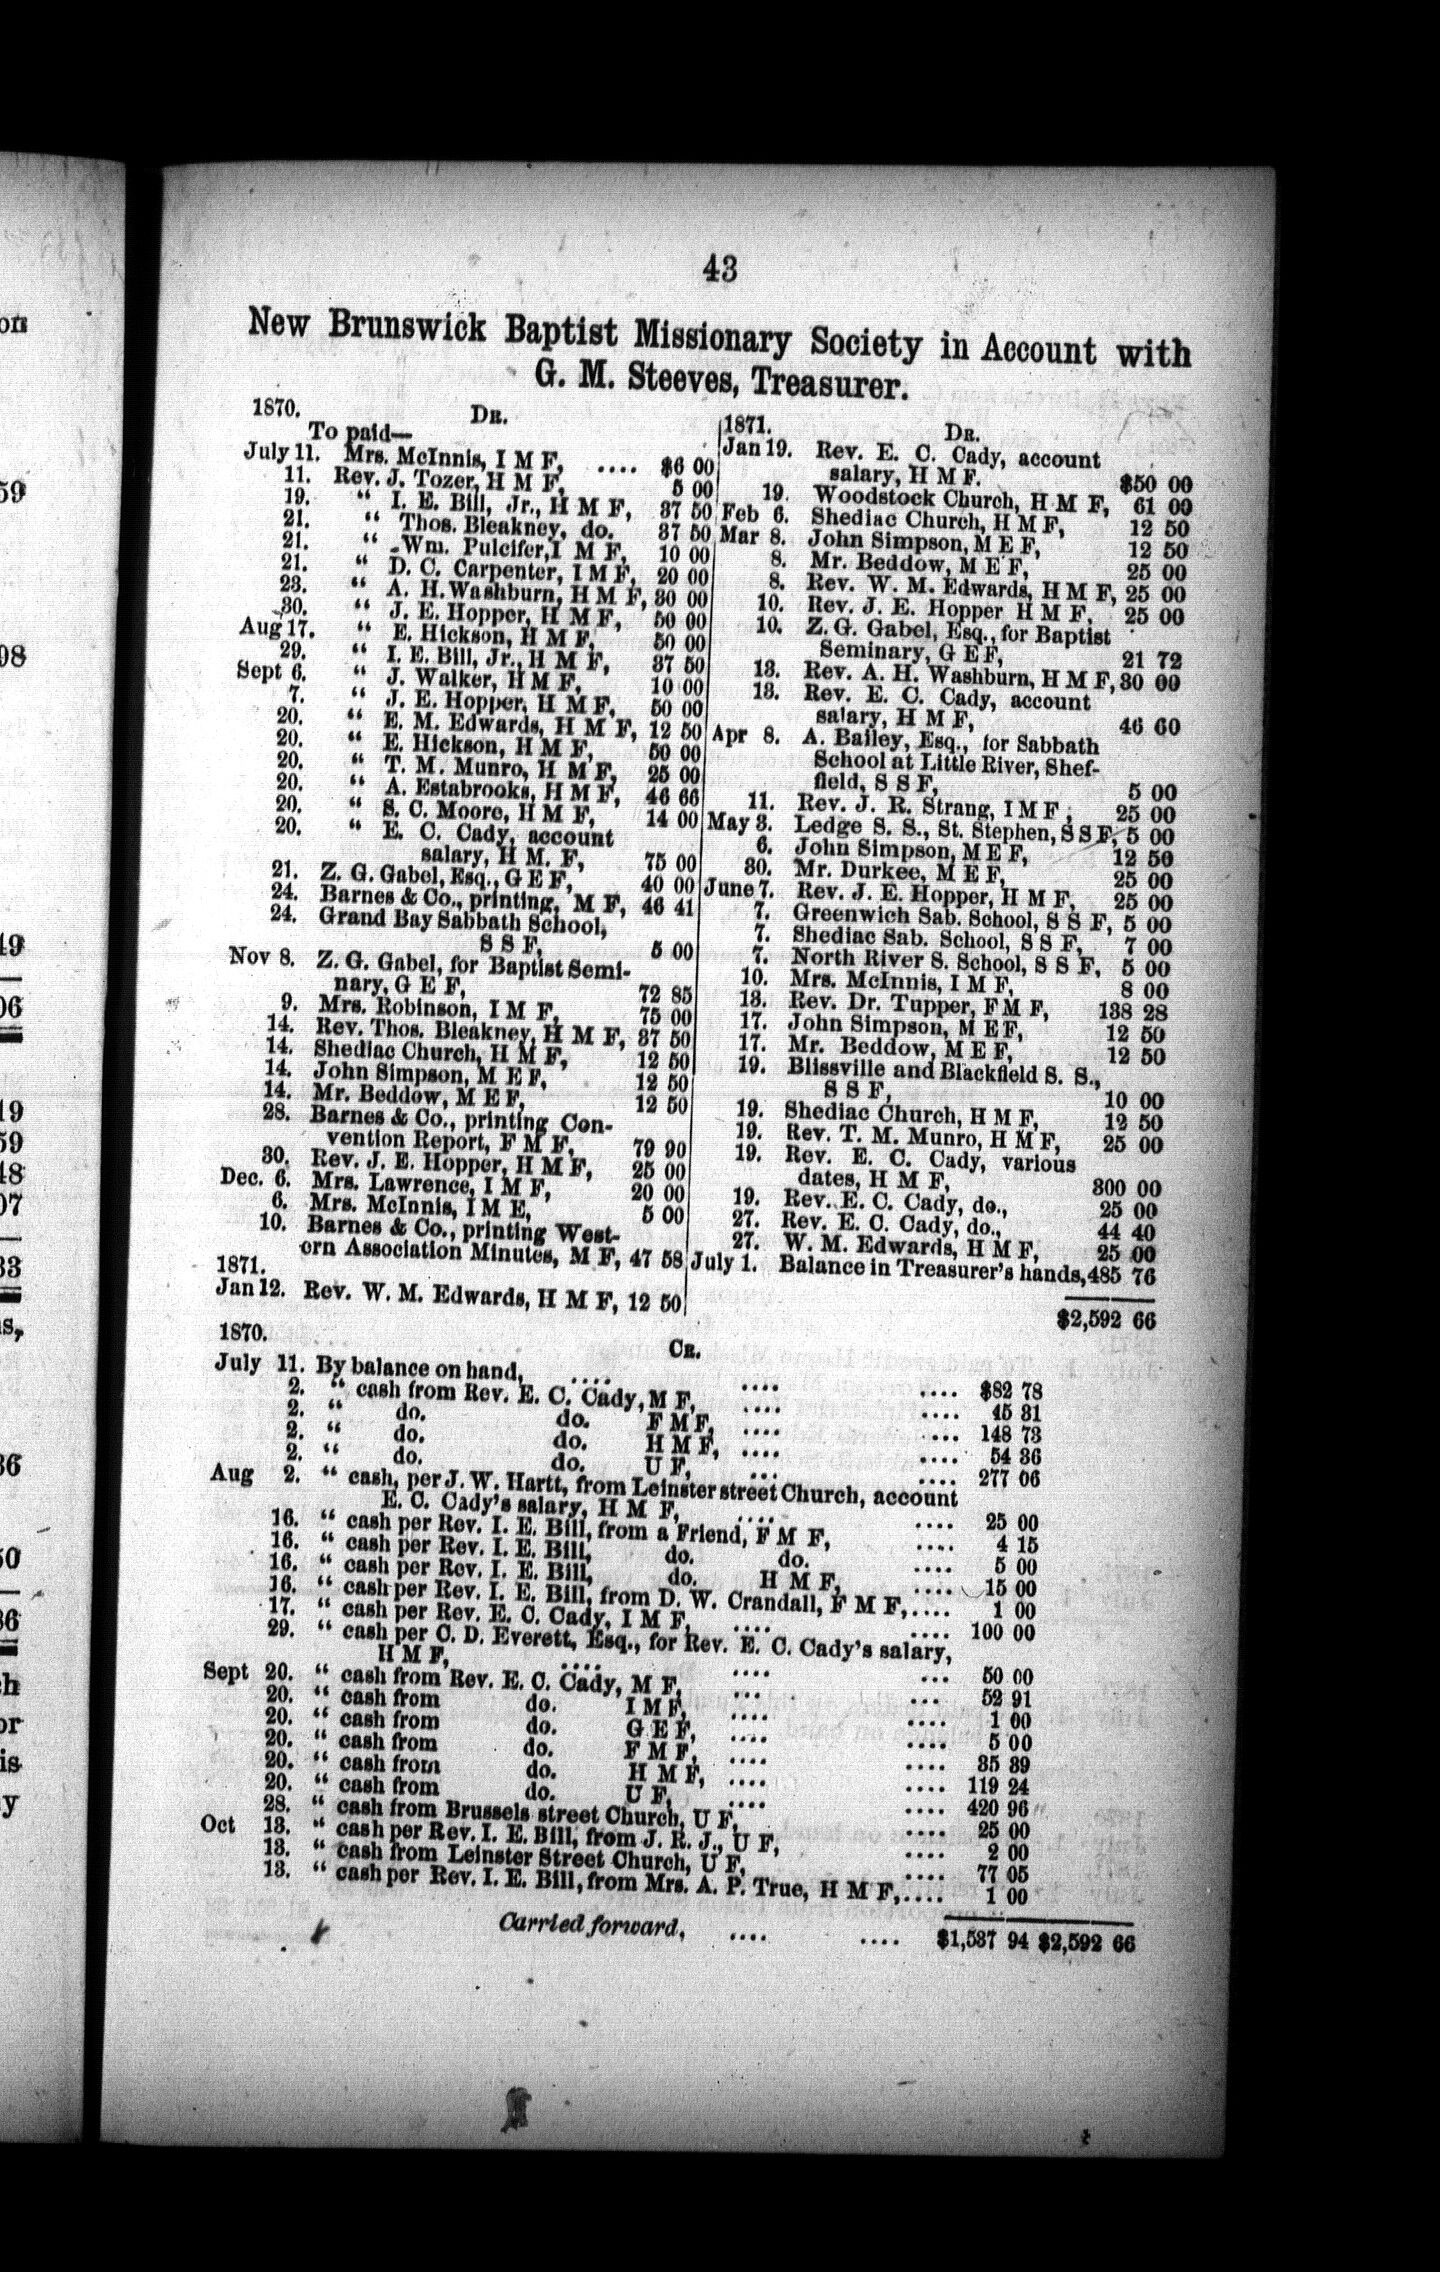 43
New Brunswick Baptist Missionary Society in Account with
G. M. Steeves, Treasurer.
1870. DR.
To paid—
July 11. Mrs. McInnis, I M F, .... $6 00
11. Rev. J. Tozer, H M F, 5 00
19. “ I. E. Bill, Jr., H M F, 37 50
21. “ Thos. Bleakney, do. 37 50
21. “ Wm. Pulcifer, I M F, 10 00
21. “ D. C. Carpenter, I M F, 20 00
23. “ A. H. Washburn, H M F, 30 00
30. “ J. E. Hopper, H M F, 50 00
Aug 17. “ E. Hickson, H M F, 50 00
29. “ I. E. Bill, Jr., H M F, 37 50
Sept 6. “ J. Walker, H M F, 10 00
7. “ J. E. Hopper, H M F, 50 00
20. “ E. M. Edwards, H M F, 12 50
20. “ E. Hickson, H M F, 50 00
20. “ T. M. Munro, H M F, 25 00
20. “ A. Estabrooks, H M F, 46 66
20. “ S. C. Moore, H M F, 14 00
20. “ E. C. Cady, account
salary, H M. F, 75 00
21. Z. G. Gabel, Esq., G E F, 40 00
24. Barnes & Co., printing, M F, 46 41
24. Grand Bay Sabbath School,
S S F, 5 00
Nov 8. Z. G. Gabel, for Baptist Semi-
nary, G E F, 72 85
9. Mrs. Robinson, I M F, 75 00
14. Rev. Thos. Bleakney, H M F, 37 50
14. Shediac Church, H M F, 12 50
14. John Simpson, M E F, 12 50
14. Mr. Beddow, M E F, 12 50
28. Barnes & Co., printing Con-
vention Report, F M F, 79 90
30. Rev. J. E. Hopper, H M F, 25 00
Dec. 6. Mrs. Lawrence, I M F, 20 00
6. Mrs. McInnis, I M E, 5 00
10. Barnes & Co., printing West-
ern Association Minutes, M F, 47 58
1871.
Jan 12. Rev. W. M. Edwards, H M F, 12 50
1871. DR.
Jan 19. Rev. E. C. Cady, account
salary, H M F. $50 00
19. Woodstock Church, H M F, 61 00
Feb 6. Shediac Church, H M F, 12 50
Mar 8. John Simpson, M E F, 12 50
8. Mr. Beddow, M E F, 25 00
8. Rev. W. M. Edwards, H M F, 25 00
10. Rev. J. E. Hopper H M F, 25 00
10. Z. G. Gabel, Esq., for Baptist
Seminary, G E F, 21 72
13. Rev. A. H. Washburn, H M F, 30 00
13. Rev. E. C. Cady, account
salary, H M F, 46 60
Apr 8. A. Bailey, Esq., for Sabbath
School at Little River, Shef-
field, S S F, 5 00
11. Rev. J. R. Strang, I M F, 25 00
May 3. Ledge S. S., St. Stephen, S S F, 5 00
6. John Simpson, M E F, 12 50
30. Mr. Durkee, M E F, 25 00
June 7. Rev. J. E. Hopper, H M F, 25 00
7. Greenwich Sab. School, S S F, 5 00
7. Shediac Sab. School, S S F, 7 00
7. North River S. School, S S F, 5 00
10. Mrs. McInnis, I M F, 8 00
13. Rev. Dr. Tupper, F M F, 138 28
17. John Simpson, M E F, 12 50
17. Mr. Beddow, M E F, 12 50
19. Blissville and Blackfield S. S.,
S S F, 10 00
19. Shediac Church, H M F, 12 50
19. Rev. T. M. Munro, H M F, 25 00
19. Rev. E. C. Cady, various
dates, H M F, 300 00
19. Rev. E. C. Cady, do., 25 00
27. Rev. E. C. Cady, do., 44 40
27. W. M. Edwards, H M F, 25 00
July 1. Balance in Treasurer's hands, 485 76
$2,592 66
1870. CR.
July 11. By balance on hand, .... .... .... $82 78
2. “ cash from Rev. E. C. Cady, M F, .... .... 45 31
2. “ do. do. F M F, .... ... 148 73
2. “ do. do. H M F, .... .... 54 36
2. “ do. do. U F, ... .... 277 06
Aug 2. “ cash, per J. W. Hartt, from Leinster street Church, account
E. C. Cady's salary, H M F, .... .... 25 00
16. “ cash per Rev. I. E. Bill, from a Friend, F M F, .... 4 15
16. “ cash per Rev. I. E. Bill, do. do. .... 5 00
16. “ cash per Rev. I. E. Bill, do. H M F, .... 15 00
16. “ cash per Rev. I. E. Bill, from D. W. Crandall, F M F, .... 1 00
17. “ cash per Rev. E. C. Cady, I M F, .... .... 100 00
29. “ cash per C. D. Everett, Esq., for Rev. E. C. Cady's salary,
H M F, .... .... ... 50 00
Sept 20. “ cash from Rev. E. C. Cady, M F, ... ... 52 91
20. “ cash from do. I M F, .... .... 1 00
20. “ cash from do. G E F, .... .... 5 00
20. “ cash from do. F M F, .... .... 35 39
20. “ cash from do. H M F, .... .... 119 24
20. “ cash from do. U F, .... .... 420 96
28. “ cash from Brussels street Church, U F, .... 25 00
Oct 13. “ cash per Rev. I. E. Bill, from J. R. J., U F, .... 2 00
13. “ cash from Leinster Street Church, U F, .... 77 05
13. “ cash per Rev. I. E. Bill, from Mrs. A. P. True, H M F, .... 1 00
Carried forward, .... .... $1,537 94 $2,592 66